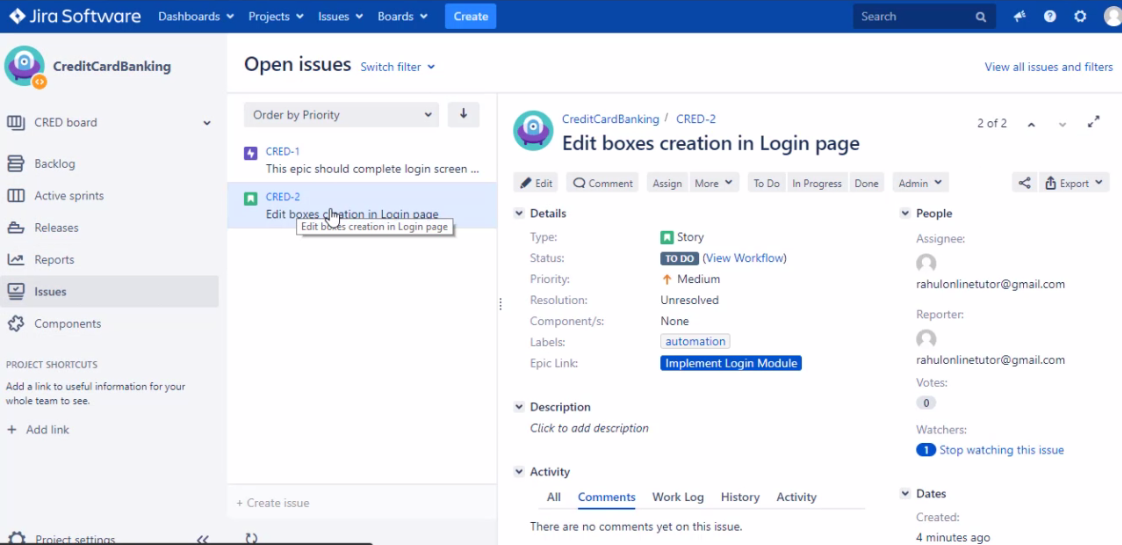 Jira Software Dashboards Projects Issues Boards Create Search
CreditCardBanking
CRED board
Backlog
Active sprints
Releases
Reports
Issues
Components
PROJECT SHORTCUTS
Add a link to useful information for your
whole team to see.
+ Add link
Project settings
Open issues Switch filter
View all issues and filters
Order by Priority
CRED-1
This epic should complete login screen ...
CRED-2
Edit boxes creation in Login page
Edit boxes creation in Login page
+ Create issue
CreditCardBanking / CRED-2
2 of 2
Edit boxes creation in Login page
Edit Comment Assign More To Do In Progress Done Admin Export
Details
Type: Story
Status: TO DO (View Workflow)
Priority: Medium
Resolution: Unresolved
Component/s: None
Labels: automation
Epic Link: Implement Login Module
Description
Click to add description
Activity
All Comments Work Log History Activity
There are no comments yet on this issue.
People
Assignee:
rahulonlinetutor@gmail.com
Reporter:
rahulonlinetutor@gmail.com
Votes:
0
Watchers:
1 Stop watching this issue
Dates
Created:
4 minutes ago